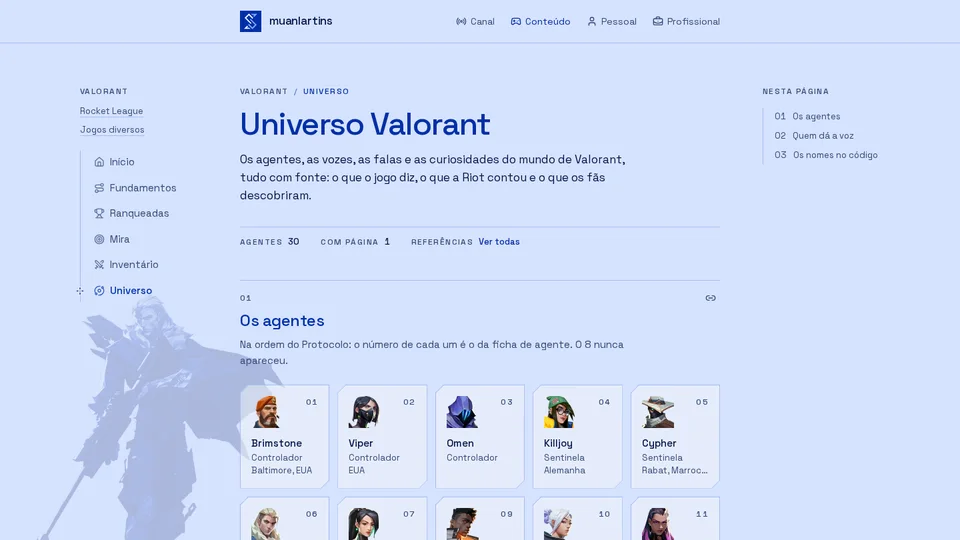 muanlartins
Canal
Conteúdo
Pessoal
Profissional
VALORANT
Rocket League
Jogos diversos
Início
Fundamentos
Ranqueadas
Mira
Inventário
Universo
VALORANT / UNIVERSO
Universo Valorant
Os agentes, as vozes, as falas e as curiosidades do mundo de Valorant,
tudo com fonte: o que o jogo diz, o que a Riot contou e o que os fãs
descobriram.
AGENTES 30 COM PÁGINA 1 REFERÊNCIAS Ver todas
01
Os agentes
Na ordem do Protocolo: o número de cada um é o da ficha de agente. O 8 nunca
apareceu.
01
Brimstone
Controlador
Baltimore, EUA
02
Viper
Controlador
EUA
03
Omen
Controlador
04
Killjoy
Sentinela
Alemanha
05
Cypher
Sentinela
Rabat, Marroc...
06
07
09
10
11
NESTA PÁGINA
01 Os agentes
02 Quem dá a voz
03 Os nomes no código